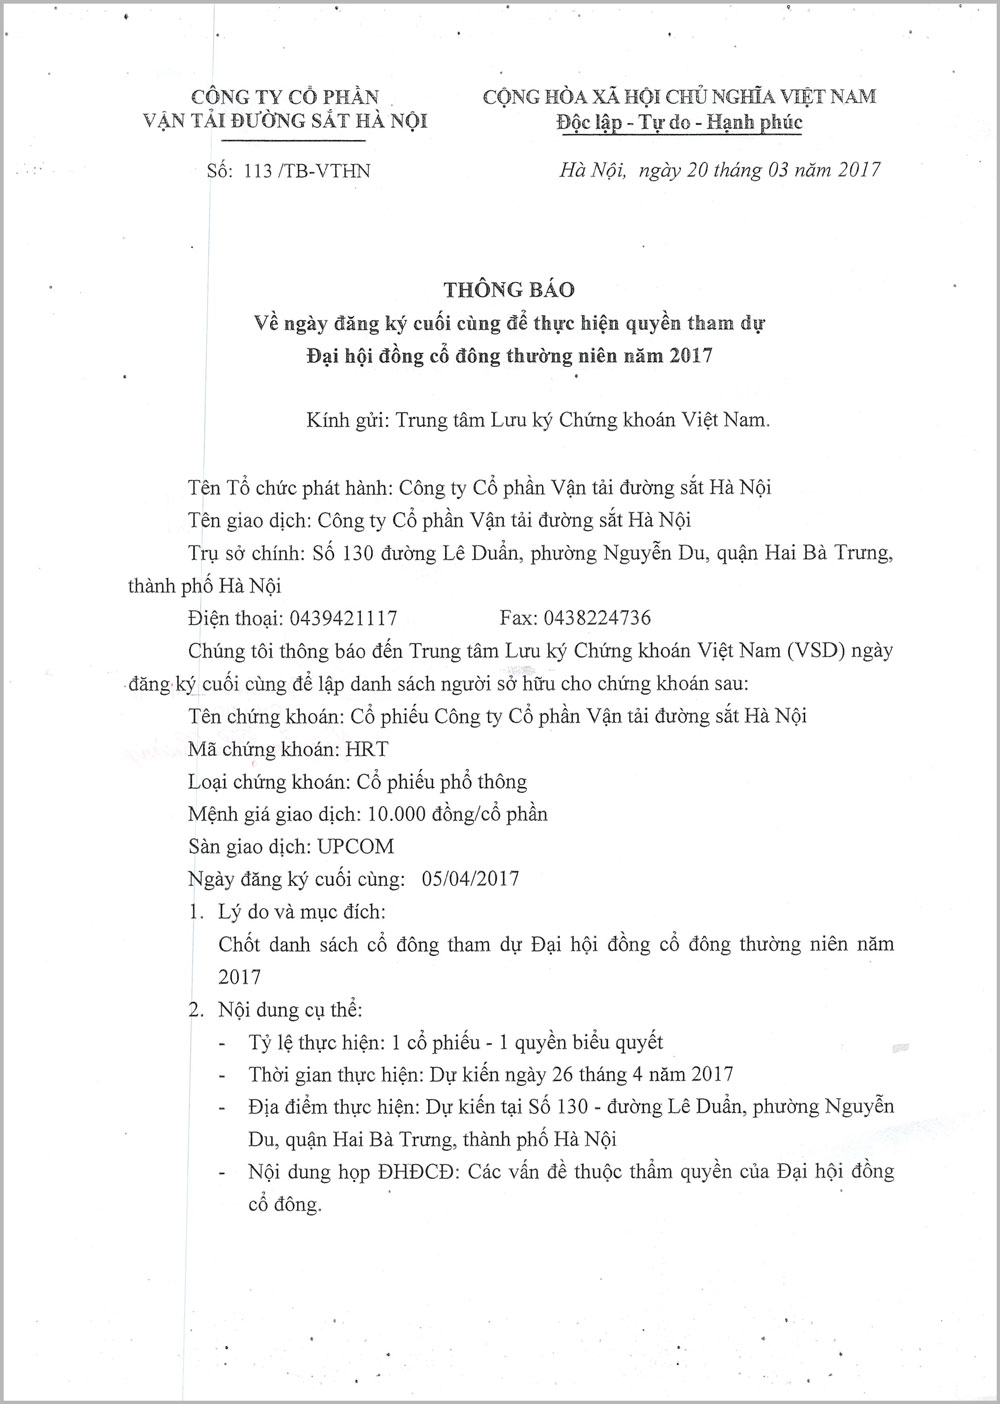 CÔNG TY CỔ PHẦN
VẬN TẢI ĐƯỜNG SẮT HÀ NỘI
Số: 113 /TB-VTHN
CỘNG HÒA XÃ HỘI CHỦ NGHĨA VIỆT NAM
Độc lập - Tự do - Hạnh phúc
Hà Nội, ngày 20 tháng 03 năm 2017
THÔNG BÁO
Về ngày đăng ký cuối cùng để thực hiện quyền tham dự
Đại hội đồng cổ đông thường niên năm 2017
Kính gửi: Trung tâm Lưu ký Chứng khoán Việt Nam.
Tên Tổ chức phát hành: Công ty Cổ phần Vận tải đường sắt Hà Nội
Tên giao dịch: Công ty Cổ phần Vận tải đường sắt Hà Nội
Trụ sở chính: Số 130 đường Lê Duẩn, phường Nguyễn Du, quận Hai Bà Trưng,
thành phố Hà Nội
Điện thoại: 0439421117 Fax: 0438224736
Chúng tôi thông báo đến Trung tâm Lưu ký Chứng khoán Việt Nam (VSD) ngày
đăng ký cuối cùng để lập danh sách người sở hữu cho chứng khoán sau:
Tên chứng khoán: Cổ phiếu Công ty Cổ phần Vận tải đường sắt Hà Nội
Mã chứng khoán: HRT
Loại chứng khoán: Cổ phiếu phổ thông
Mệnh giá giao dịch: 10.000 đồng/cổ phần
Sàn giao dịch: UPCOM
Ngày đăng ký cuối cùng: 05/04/2017
1. Lý do và mục đích:
Chốt danh sách cổ đông tham dự Đại hội đồng cổ đông thường niên năm
2017
2. Nội dung cụ thể:
- Tỷ lệ thực hiện: 1 cổ phiếu - 1 quyền biểu quyết
- Thời gian thực hiện: Dự kiến ngày 26 tháng 4 năm 2017
- Địa điểm thực hiện: Dự kiến tại Số 130 - đường Lê Duẩn, phường Nguyễn
Du, quận Hai Bà Trưng, thành phố Hà Nội
- Nội dung họp ĐHĐCĐ: Các vấn đề thuộc thẩm quyền của Đại hội đồng
cổ đông.